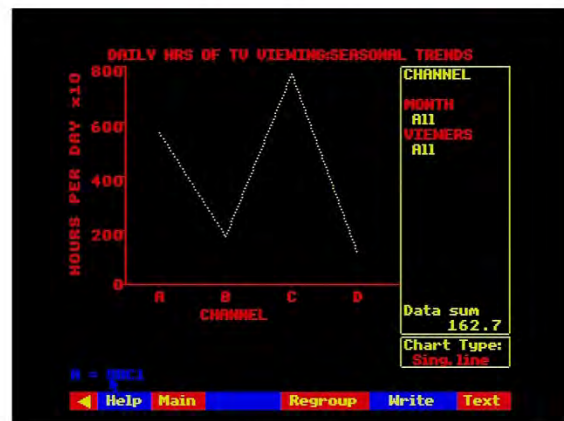 DAILY HRS OF TV VIEWING:SEASONAL TRENDS
HOURS PER DAY x10
800
600
400
200
0
A B C D
CHANNEL
CHANNEL
MONTH
All
VIEWERS
All
Data sum
162.7
Chart Type:
Sing.line
A = BBC1
Help Main Regroup Write Text